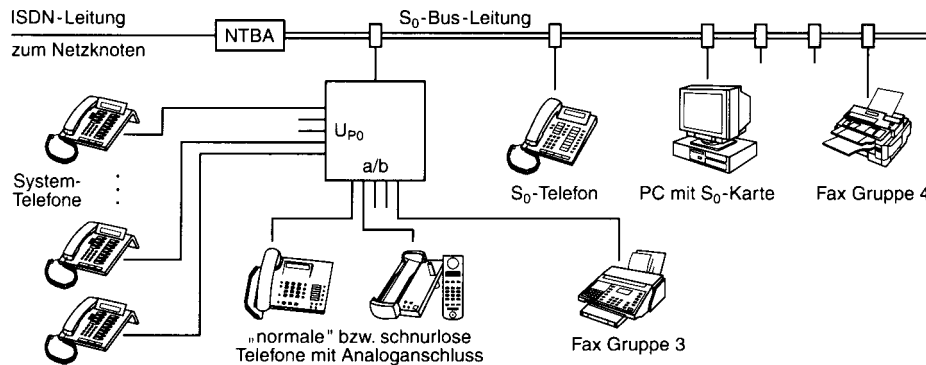 ISDN-Leitung
zum Netzknoten
NTBA
S₀-Bus-Leitung
U_P0
a/b
System-
Telefone
S₀-Telefon
PC mit S₀-Karte
Fax Gruppe 4
„normale" bzw. schnurlose
Telefone mit Analoganschluss
Fax Gruppe 3